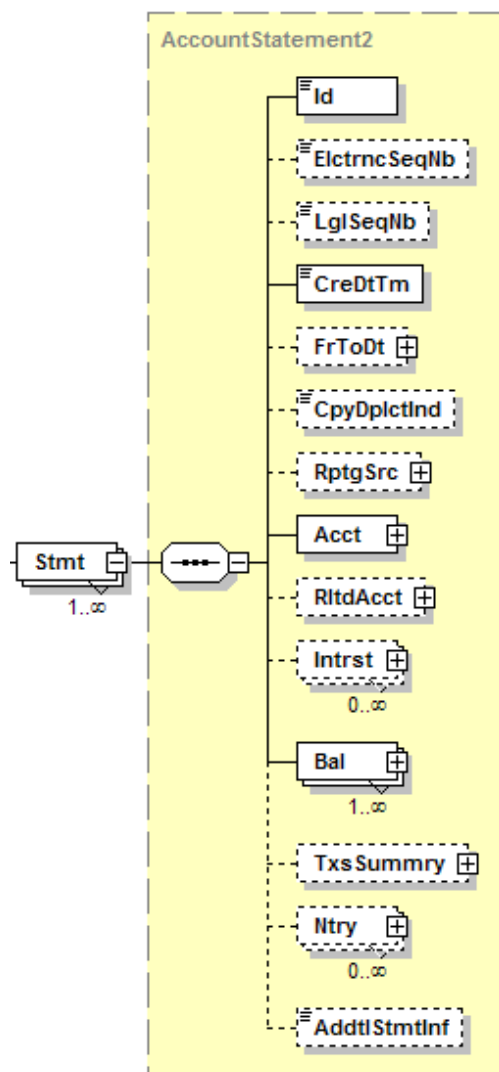 AccountStatement2
Id
ElctrncSeqNb
LglSeqNb
CreDtTm
FrToDt
CpyDplctInd
RptgSrc
Acct
Stmt
1..∞
RltdAcct
Intrst
0..∞
Bal
1..∞
TxsSummry
Ntry
0..∞
AddtlStmtInf